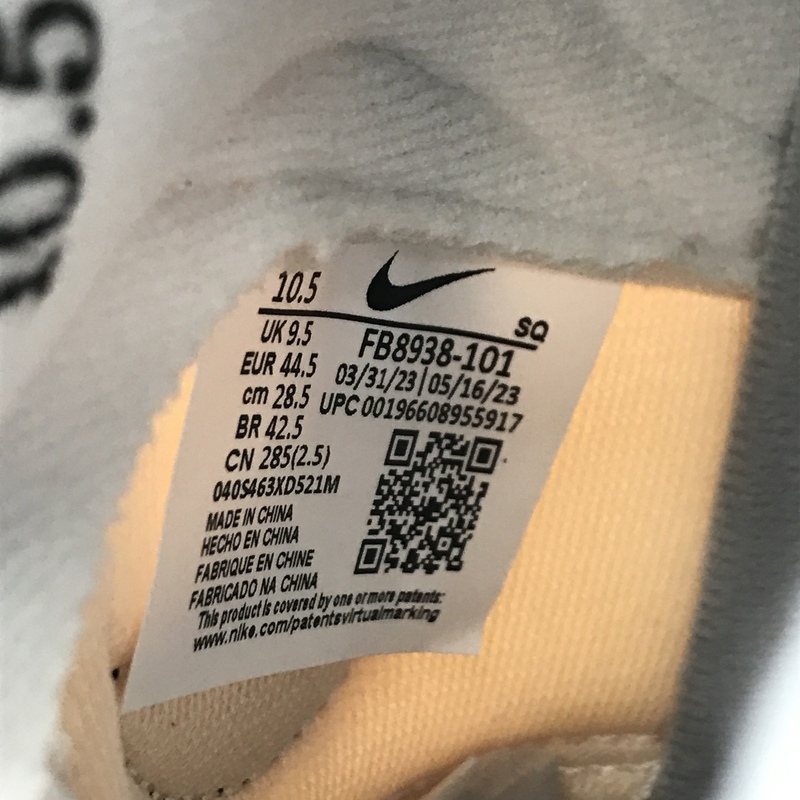 10.5
10.5
SQ
UK 9.5
FB8938-101
EUR 44.5
03/31/23|05/16/23
cm 28.5
UPC 00196608955917
BR 42.5
CN 285(2.5)
040S463XD521M
MADE IN CHINA
HECHO EN CHINA
FABRIQUE EN CHINE
FABRICADO NA CHINA
This product is covered by one or more patents:
www.nike.com/patentsvirtualmarking